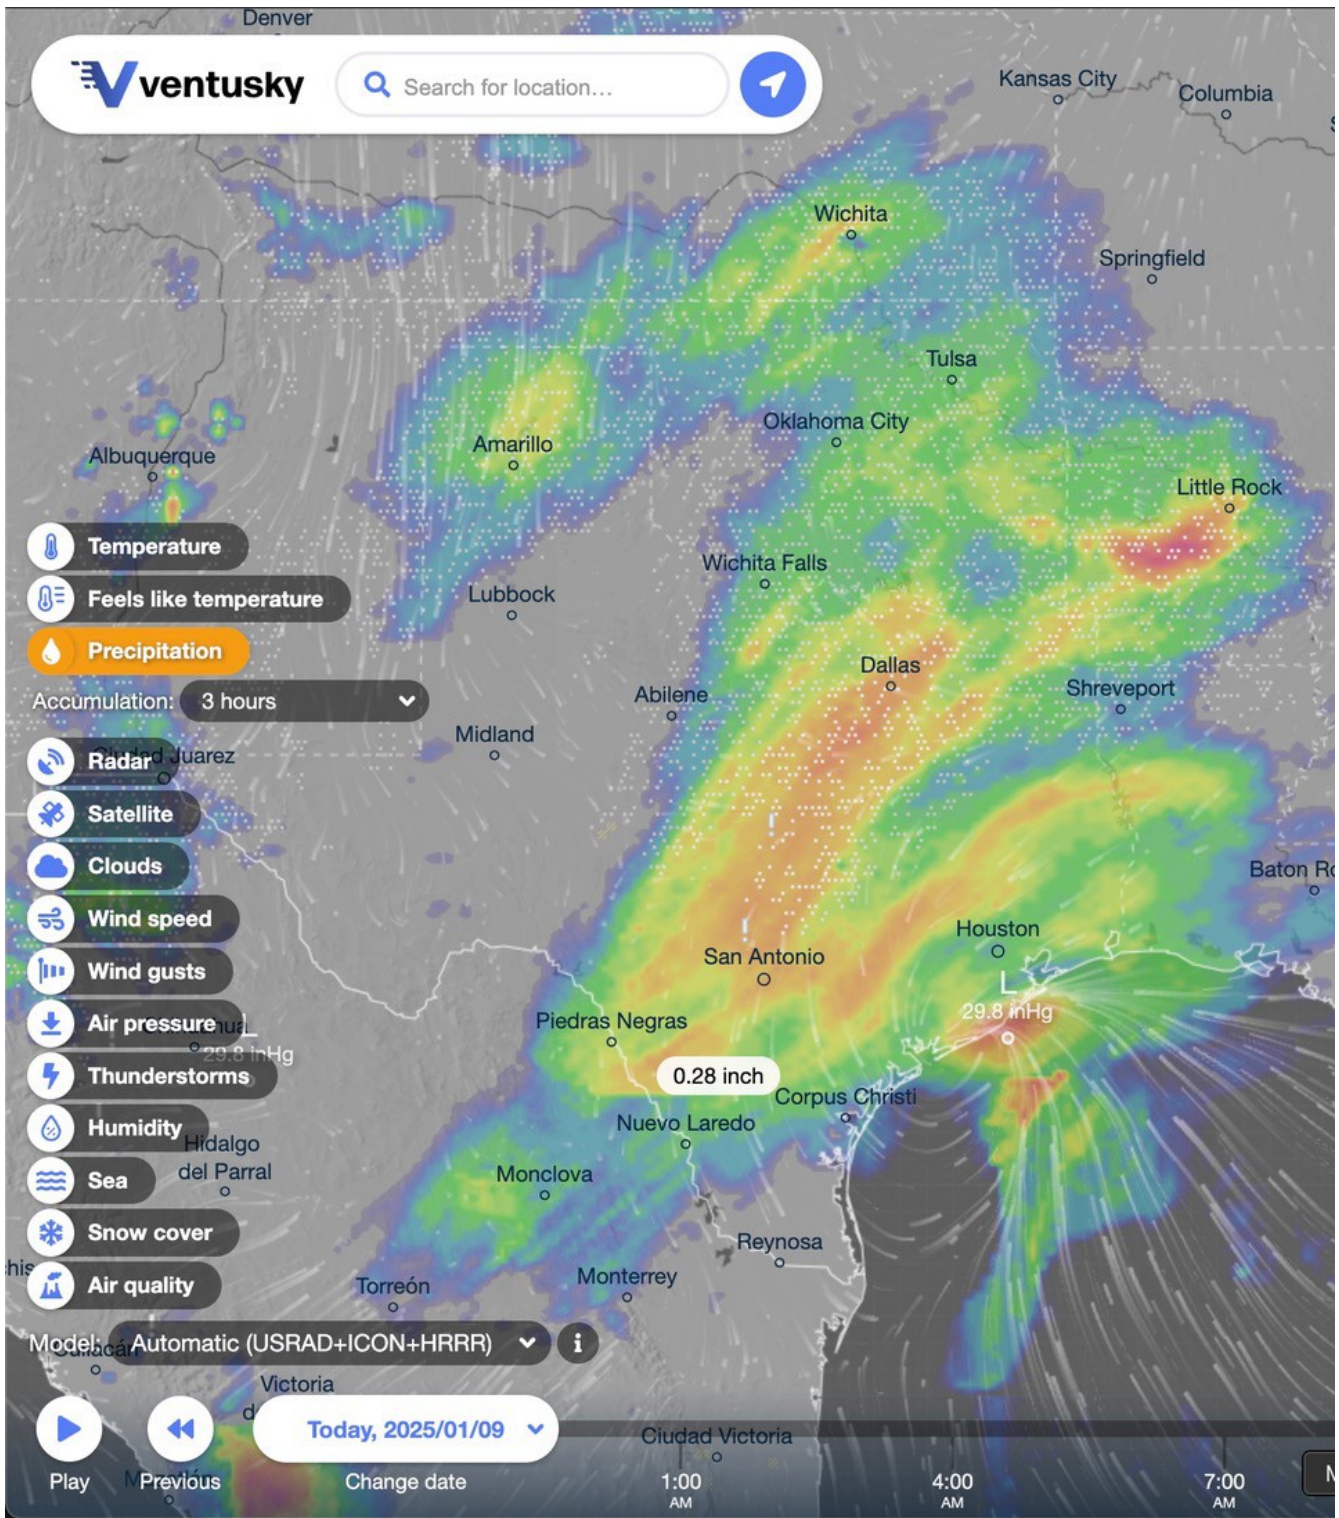 Denver
ventusky
Search for location...
Kansas City
Columbia
S
Wichita
Springfield
Tulsa
Oklahoma City
Amarillo
Albuquerque
Little Rock
Temperature
Wichita Falls
Feels like temperature
Lubbock
Precipitation
Dallas
Accumulation: 3 hours
Abilene
Shreveport
Midland
Radar
Juarez
Satellite
Clouds
Baton Ro
Wind speed
Houston
San Antonio
Wind gusts
L
29.8 inHg
Piedras Negras
Air pressure
L
29.8 inHg
Thunderstorms
0.28 inch
Corpus Christi
Nuevo Laredo
Humidity
Hidalgo
del Parral
Monclova
Sea
Snow cover
Reynosa
his
Air quality
Torreón
Monterrey
Model: Automatic (USRAD+ICON+HRRR) i
Culiacán
Victoria
d
Today, 2025/01/09
Ciudad Victoria
Play
Previous
Change date
1:00
AM
4:00
AM
7:00
AM
M